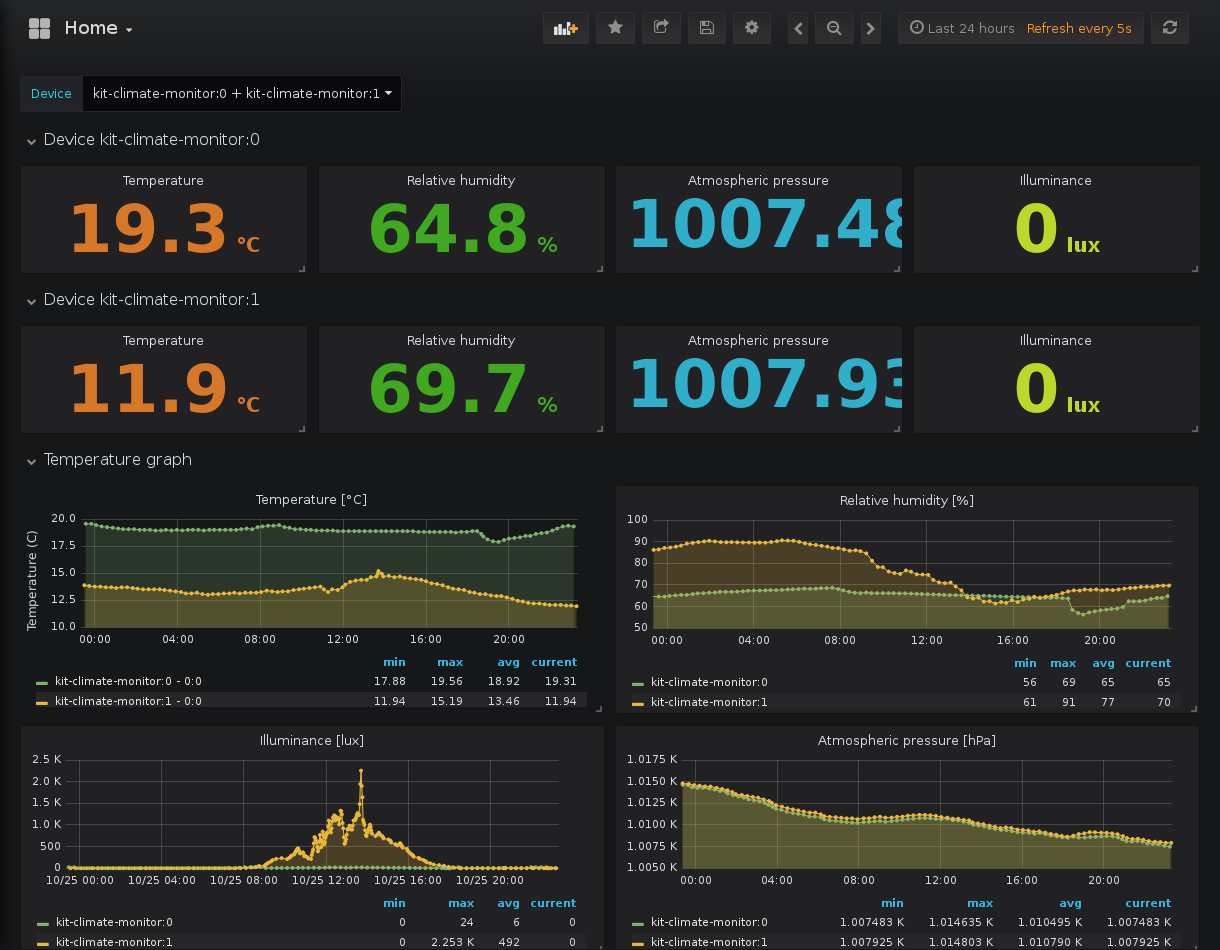 Home
Last 24 hours Refresh every 5s
Device kit-climate-monitor:0 + kit-climate-monitor:1
Device kit-climate-monitor:0
Temperature Relative humidity Atmospheric pressure Illuminance
19.3 °C 64.8 % 1007.48 0 lux
Device kit-climate-monitor:1
Temperature Relative humidity Atmospheric pressure Illuminance
11.9 °C 69.7 % 1007.93 0 lux
Temperature graph
Temperature [°C]
Temperature (C)
20.0
17.5
15.0
12.5
10.0
00:00 04:00 08:00 12:00 16:00 20:00
min max avg current
kit-climate-monitor:0 - 0:0 17.88 19.56 18.92 19.31
kit-climate-monitor:1 - 0:0 11.94 15.19 13.46 11.94
Relative humidity [%]
100
90
80
70
60
50
00:00 04:00 08:00 12:00 16:00 20:00
min max avg current
kit-climate-monitor:0 56 69 65 65
kit-climate-monitor:1 61 91 77 70
Illuminance [lux]
2.5 K
2.0 K
1.5 K
1.0 K
500
0
10/25 00:00 10/25 04:00 10/25 08:00 10/25 12:00 10/25 16:00 10/25 20:00
min max avg current
kit-climate-monitor:0 0 24 6 0
kit-climate-monitor:1 0 2.253 K 492 0
Atmospheric pressure [hPa]
1.0175 K
1.0150 K
1.0125 K
1.0100 K
1.0075 K
1.0050 K
00:00 04:00 08:00 12:00 16:00 20:00
min max avg current
kit-climate-monitor:0 1.007483 K 1.014635 K 1.010495 K 1.007483 K
kit-climate-monitor:1 1.007925 K 1.014803 K 1.010790 K 1.007925 K